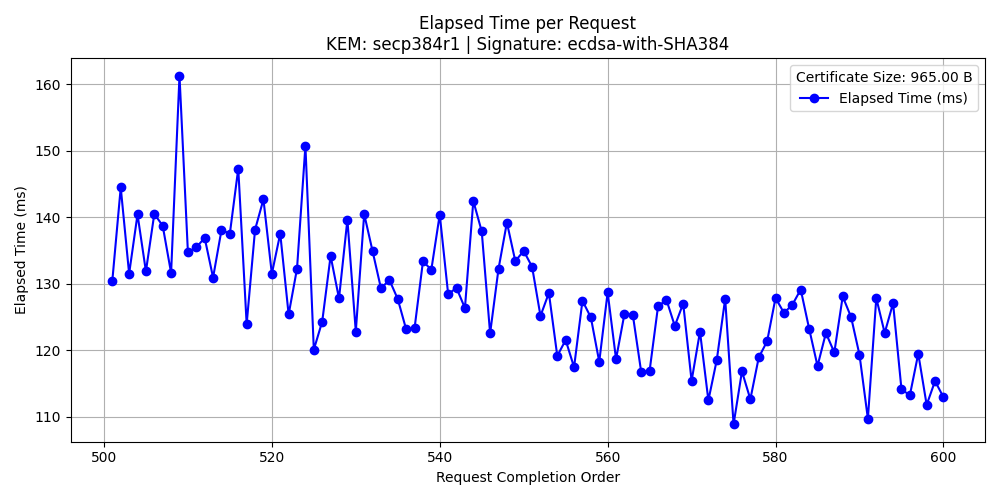 Elapsed Time per Request
KEM: secp384r1 | Signature: ecdsa-with-SHA384
Certificate Size: 965.00 B
Elapsed Time (ms)
Elapsed Time (ms)
160
150
140
130
120
110
500 520 540 560 580 600
Request Completion Order